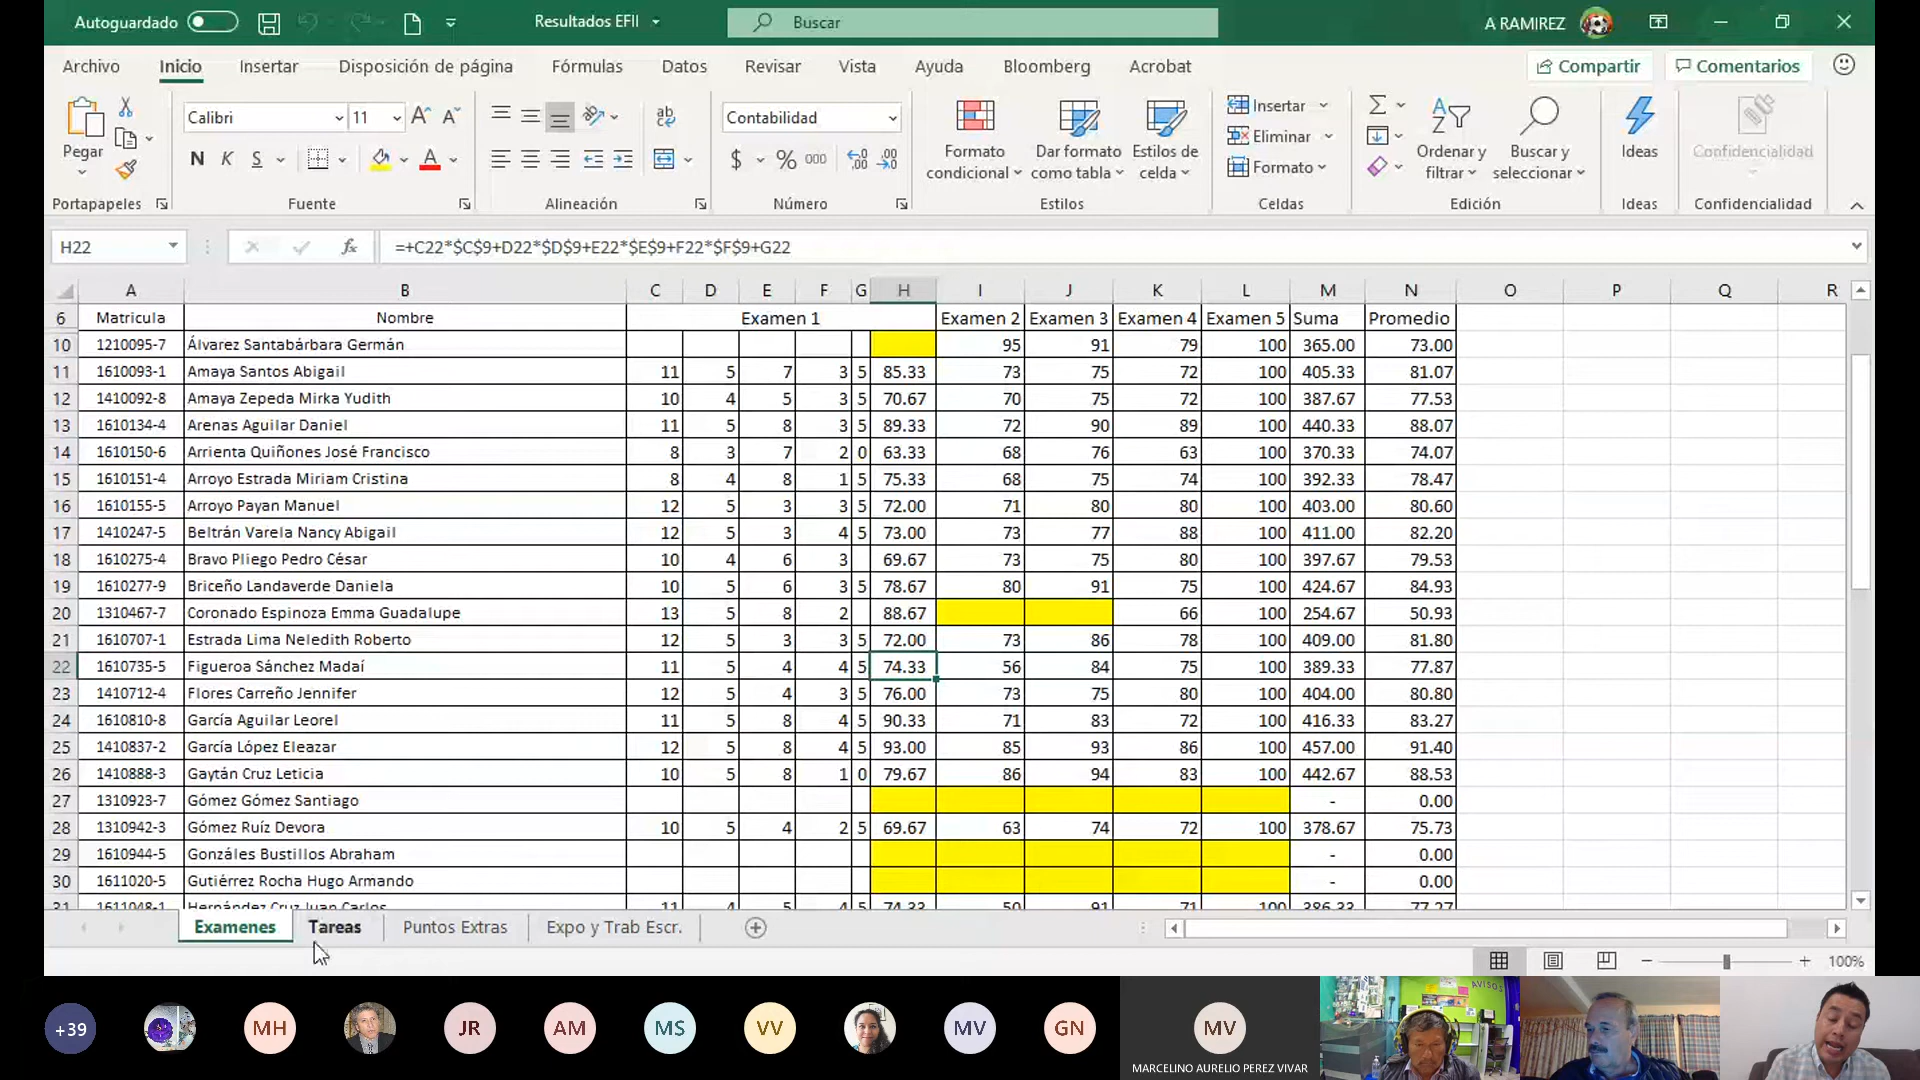 Autoguardado
Resultados EFII
Buscar
A RAMIREZ
Archivo Inicio Insertar Disposición de página Fórmulas Datos Revisar Vista Ayuda Bloomberg Acrobat Compartir Comentarios
Pegar
Portapapeles
Calibri 11
N K S
Fuente
Alineación
Contabilidad
$ % 000
Número
Formato condicional
Dar formato como tabla
Estilos de celda
Estilos
Insertar
Eliminar
Formato
Celdas
Ordenar y filtrar
Buscar y seleccionar
Edición
Ideas
Ideas
Confidencialidad
Confidencialidad
H22 fx =+C22*$C$9+D22*$D$9+E22*$E$9+F22*$F$9+G22
A B C D E F G H I J K L M N O P Q R
6 Matricula Nombre Examen 1 Examen 2 Examen 3 Examen 4 Examen 5 Suma Promedio
10 1210095-7 Álvarez Santabárbara Germán 95 91 79 100 365.00 73.00
11 1610093-1 Amaya Santos Abigail 11 5 7 3 5 85.33 73 75 72 100 405.33 81.07
12 1410092-8 Amaya Zepeda Mirka Yudith 10 4 5 3 5 70.67 70 75 72 100 387.67 77.53
13 1610134-4 Arenas Aguilar Daniel 11 5 8 3 5 89.33 72 90 89 100 440.33 88.07
14 1610150-6 Arrienta Quiñones José Francisco 8 3 7 2 0 63.33 68 76 63 100 370.33 74.07
15 1610151-4 Arroyo Estrada Miriam Cristina 8 4 8 1 5 75.33 68 75 74 100 392.33 78.47
16 1610155-5 Arroyo Payan Manuel 12 5 3 3 5 72.00 71 80 80 100 403.00 80.60
17 1410247-5 Beltrán Varela Nancy Abigail 12 5 3 4 5 73.00 73 77 88 100 411.00 82.20
18 1610275-4 Bravo Pliego Pedro César 10 4 6 3 69.67 73 75 80 100 397.67 79.53
19 1610277-9 Briceño Landaverde Daniela 10 5 6 3 5 78.67 80 91 75 100 424.67 84.93
20 1310467-7 Coronado Espinoza Emma Guadalupe 13 5 8 2 88.67 66 100 254.67 50.93
21 1610707-1 Estrada Lima Neledith Roberto 12 5 3 3 5 72.00 73 86 78 100 409.00 81.80
22 1610735-5 Figueroa Sánchez Madaí 11 5 4 4 5 74.33 56 84 75 100 389.33 77.87
23 1410712-4 Flores Carreño Jennifer 12 5 4 3 5 76.00 73 75 80 100 404.00 80.80
24 1610810-8 García Aguilar Leorel 11 5 8 4 5 90.33 71 83 72 100 416.33 83.27
25 1410837-2 García López Eleazar 12 5 8 4 5 93.00 85 93 86 100 457.00 91.40
26 1410888-3 Gaytán Cruz Leticia 10 5 8 1 0 79.67 86 94 83 100 442.67 88.53
27 1310923-7 Gómez Gómez Santiago - 0.00
28 1310942-3 Gómez Ruíz Devora 10 5 4 2 5 69.67 63 74 72 100 378.67 75.73
29 1610944-5 Gonzáles Bustillos Abraham - 0.00
30 1611020-5 Gutiérrez Rocha Hugo Armando - 0.00
31 1611048-1 Hernández Cruz Juan Carlos 11 4 5 4 5 74.33 50 91 71 100 386.33 77.27
Examenes Tareas Puntos Extras Expo y Trab Escr.
100%
+39 MH JR AM MS VV MV GN MV
MARCELINO AURELIO PEREZ VIVAR
AVISOS